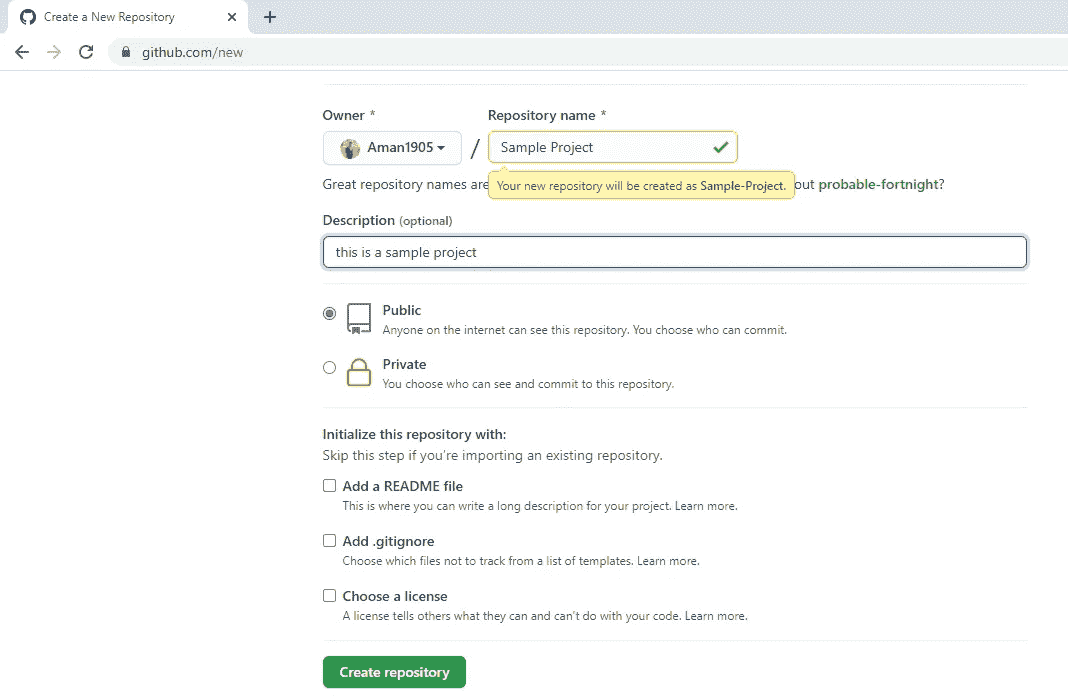 Create a New Repository
github.com/new
Owner * Repository name *
Aman1905 / Sample Project
Great repository names are out probable-fortnight?
Your new repository will be created as Sample-Project.
Description (optional)
this is a sample project
Public
Anyone on the internet can see this repository. You choose who can commit.
Private
You choose who can see and commit to this repository.
Initialize this repository with:
Skip this step if you're importing an existing repository.
Add a README file
This is where you can write a long description for your project. Learn more.
Add .gitignore
Choose which files not to track from a list of templates. Learn more.
Choose a license
A license tells others what they can and can't do with your code. Learn more.
Create repository